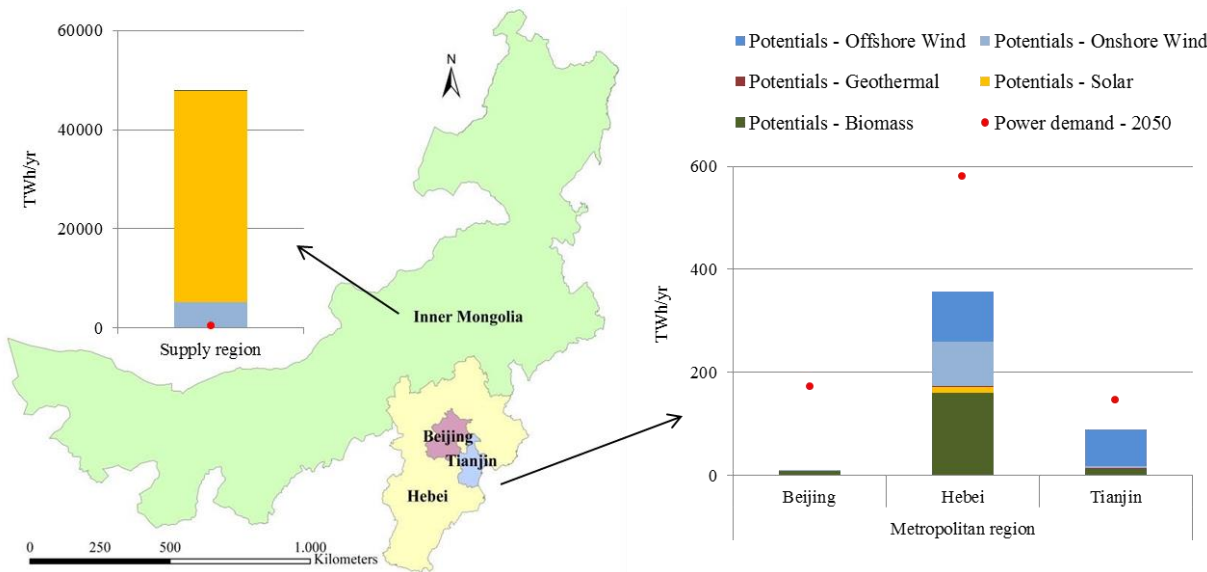 60000
40000
20000
0
TWh/yr
Supply region
N
Inner Mongolia
Beijing
Tianjin
Hebei
0 250 500 1.000
Kilometers
Potentials - Offshore Wind Potentials - Onshore Wind
Potentials - Geothermal Potentials - Solar
Potentials - Biomass Power demand - 2050
600
400
200
0
TWh/yr
Beijing Hebei Tianjin
Metropolitan region